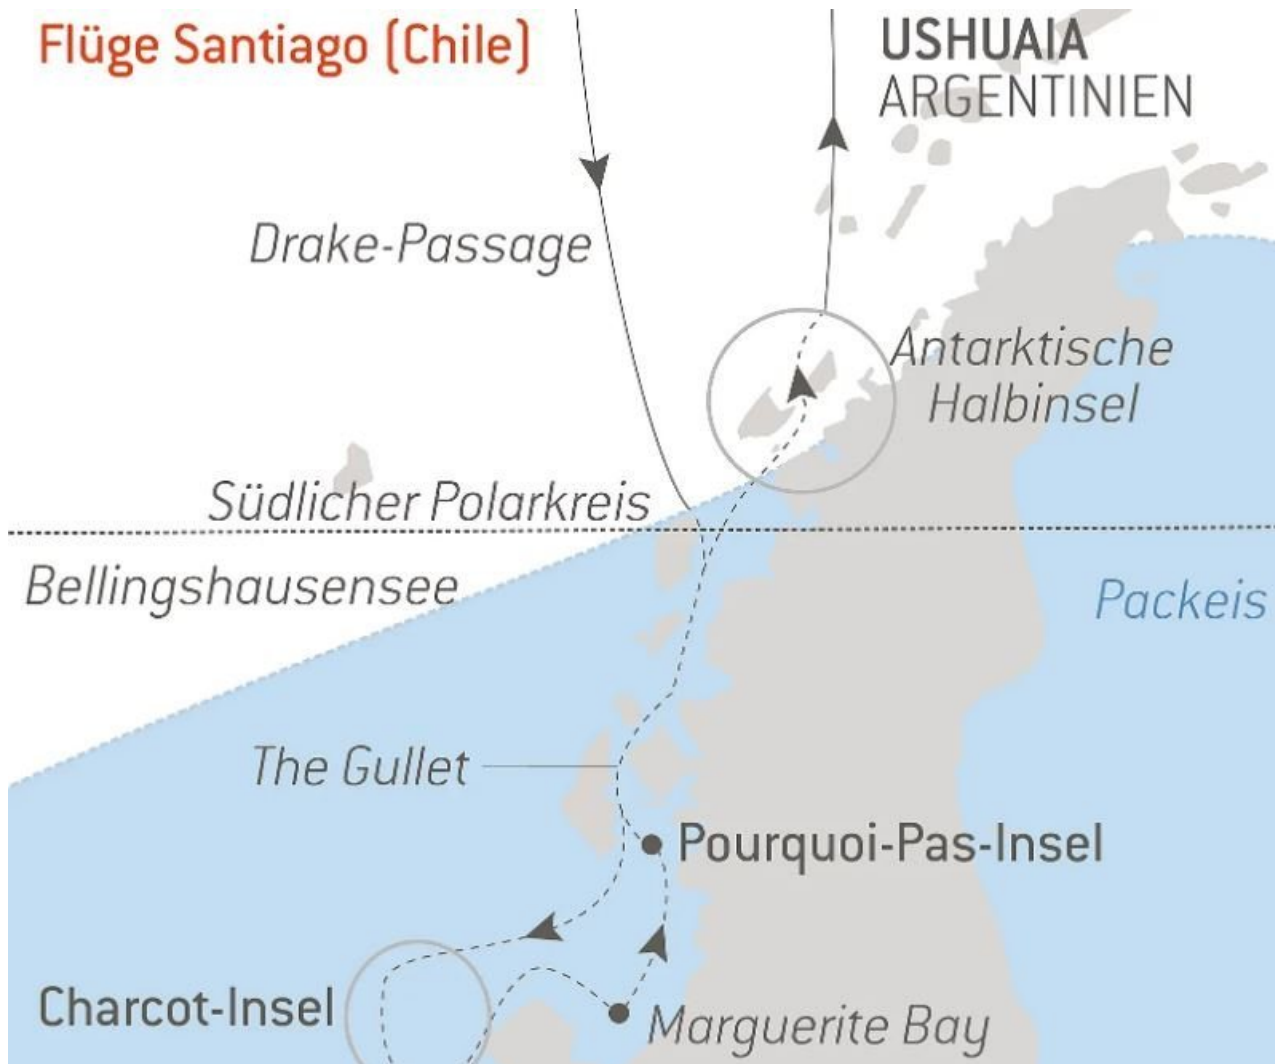 Flüge Santiago (Chile)
USHUAIA
ARGENTINIEN
Drake-Passage
Antarktische
Halbinsel
Südlicher Polarkreis
Bellingshausensee
Packeis
The Gullet
Pourquoi-Pas-Insel
Charcot-Insel
Marguerite Bay